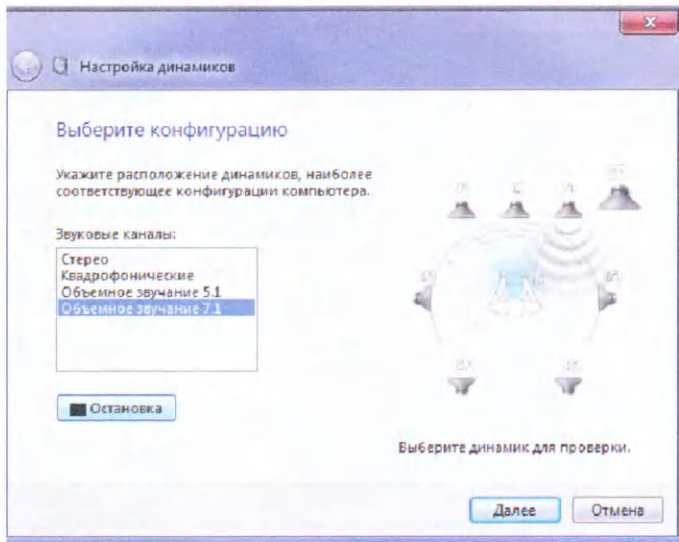 Настройка динамиков
Выберите конфигурацию
Укажите расположение динамиков, наиболее
соответствующее конфигурации компьютера.
Звуковые каналы:
Стерео
Квадрофонические
Объемное звучание 5.1
Объемное звучание 7.1
Остановка
Выберите динамик для проверки.
Далее
Отмена